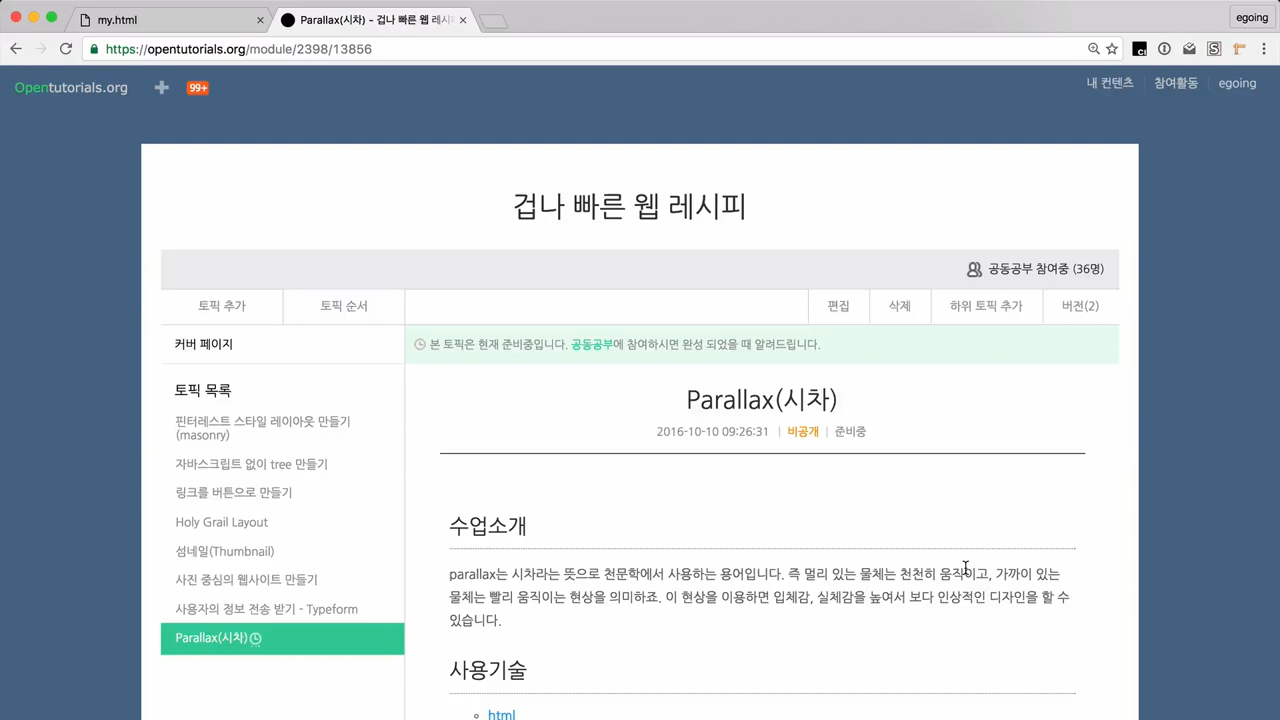 my.html
Parallax(시차) - 겁나 빠른 웹 레시
egoing
https://opentutorials.org/module/2398/13856
Opentutorials.org
99+
내 컨텐츠
참여활동
egoing
겁나 빠른 웹 레시피
공동공부 참여중 (36명)
토픽 추가
토픽 순서
편집
삭제
하위 토픽 추가
버전(2)
커버 페이지
본 토픽은 현재 준비중입니다. 공동공부에 참여하시면 완성 되었을 때 알려드립니다.
토픽 목록
핀터레스트 스타일 레이아웃 만들기
(masonry)
자바스크립트 없이 tree 만들기
링크를 버튼으로 만들기
Holy Grail Layout
섬네일(Thumbnail)
사진 중심의 웹사이트 만들기
사용자의 정보 전송 받기 - Typeform
Parallax(시차)
Parallax(시차)
2016-10-10 09:26:31 | 비공개 | 준비중
수업소개
parallax는 시차라는 뜻으로 천문학에서 사용하는 용어입니다. 즉 멀리 있는 물체는 천천히 움직이고, 가까이 있는
물체는 빨리 움직이는 현상을 의미하죠. 이 현상을 이용하면 입체감, 실체감을 높여서 보다 인상적인 디자인을 할 수
있습니다.
사용기술
html